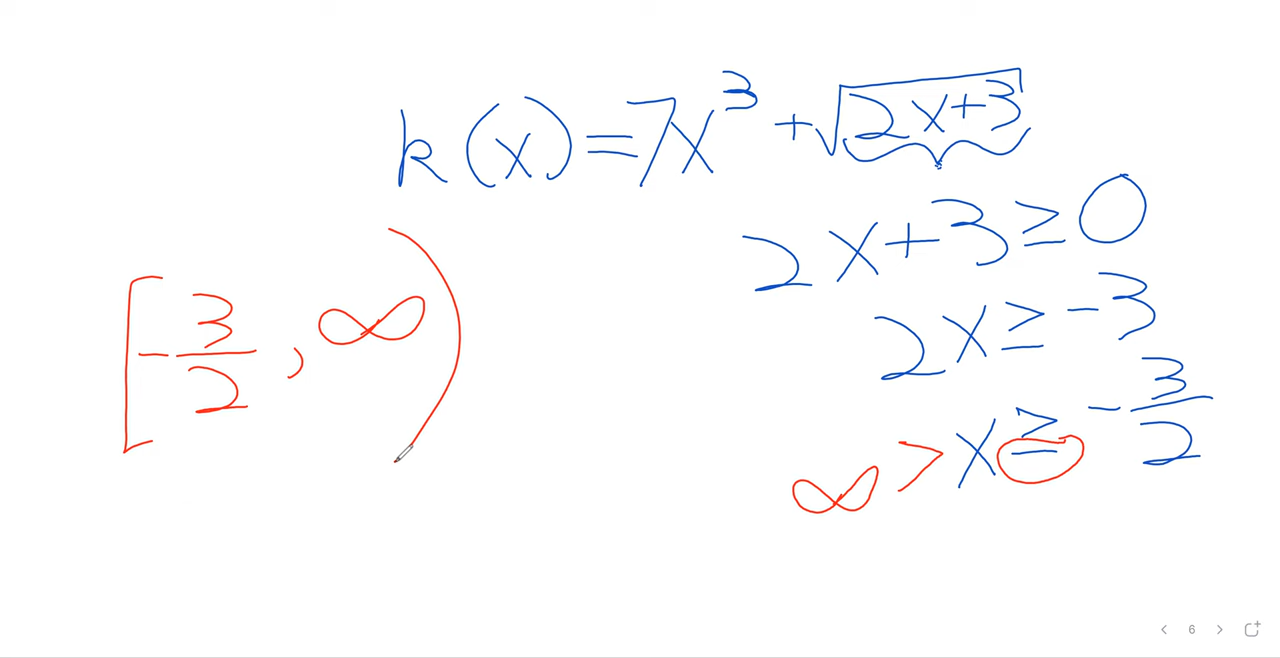 k(x)=7x³+√(2x+3)
2x+3≥0
2x≥-3
∞>x≥-3/2
[-3/2,∞)
< 6 >